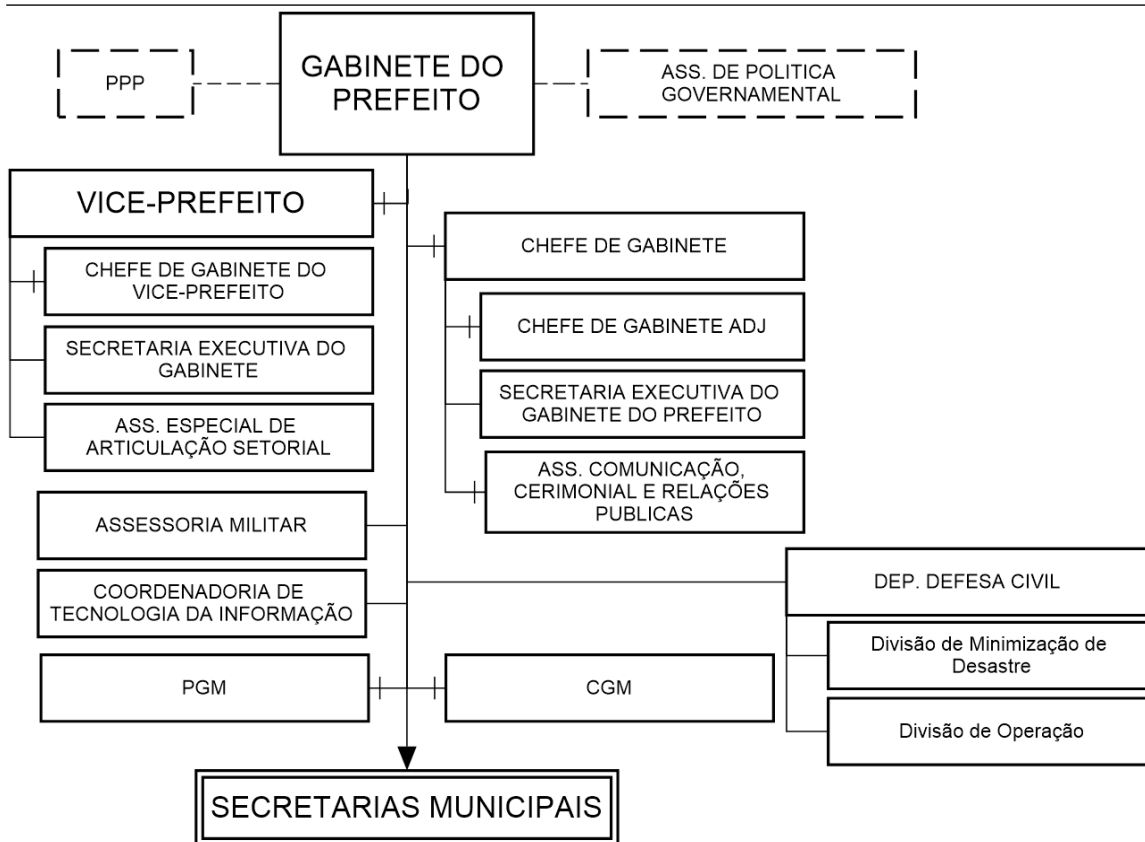 PPP
GABINETE DO
PREFEITO
ASS. DE POLITICA
GOVERNAMENTAL
VICE-PREFEITO
CHEFE DE GABINETE DO
VICE-PREFEITO
SECRETARIA EXECUTIVA DO
GABINETE
ASS. ESPECIAL DE
ARTICULAÇÃO SETORIAL
CHEFE DE GABINETE
CHEFE DE GABINETE ADJ
SECRETARIA EXECUTIVA DO
GABINETE DO PREFEITO
ASS. COMUNICAÇÃO,
CERIMONIAL E RELAÇÕES
PUBLICAS
ASSESSORIA MILITAR
COORDENADORIA DE
TECNOLOGIA DA INFORMAÇÃO
DEP. DEFESA CIVIL
Divisão de Minimização de
Desastre
Divisão de Operação
PGM
CGM
SECRETARIAS MUNICIPAIS